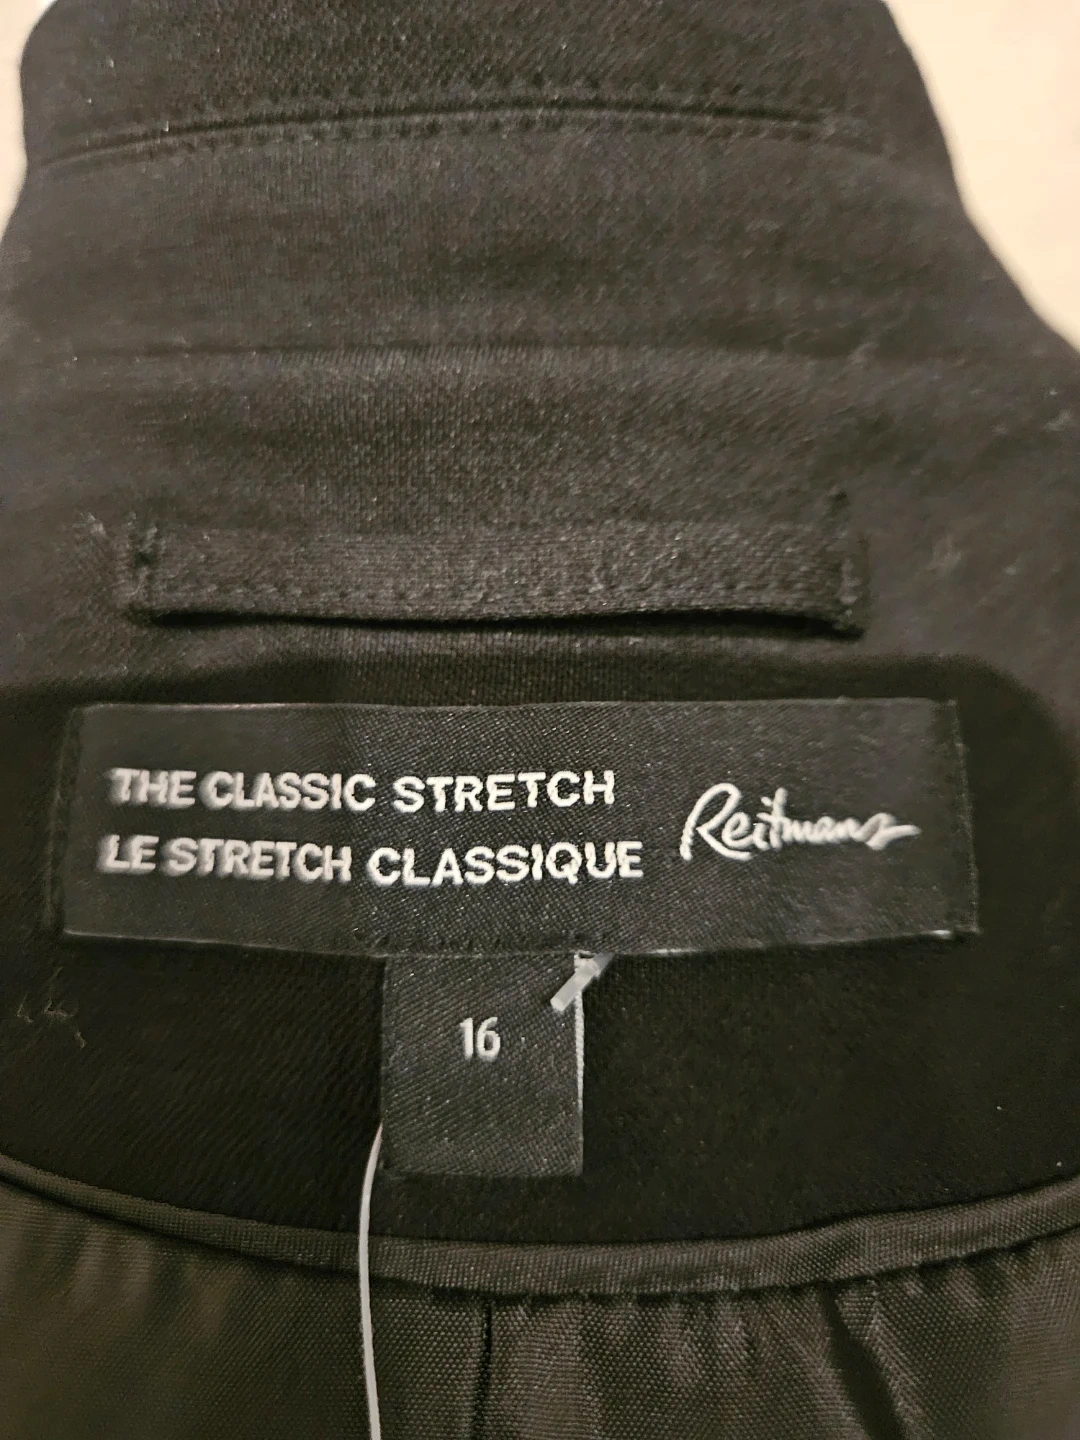 THE CLASSIC STRETCH
LE STRETCH CLASSIQUE
Reitmans
16